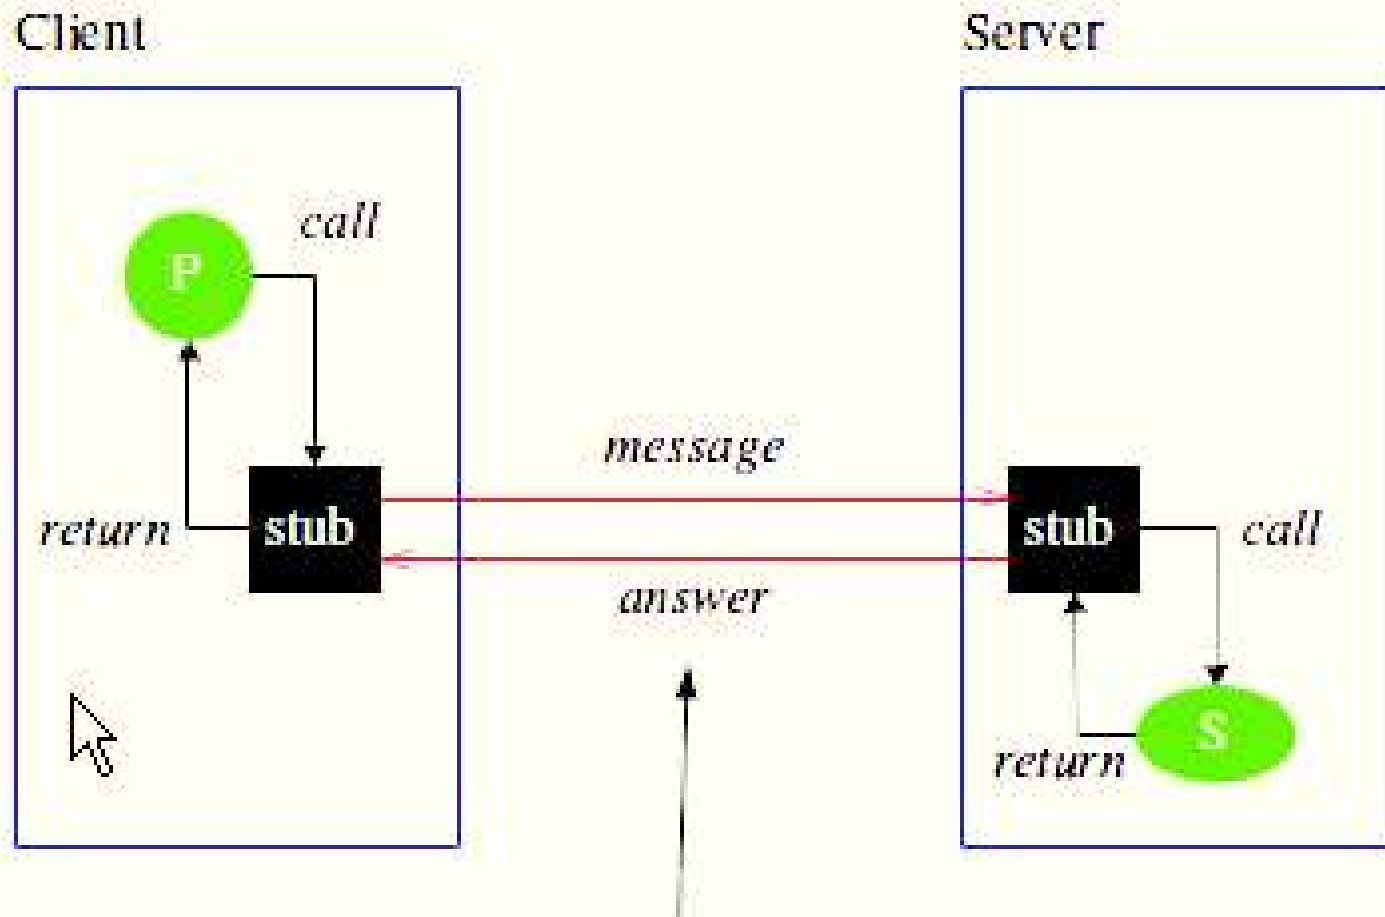 Client
Server
P
call
message
return
stub
stub
call
answer
S
return